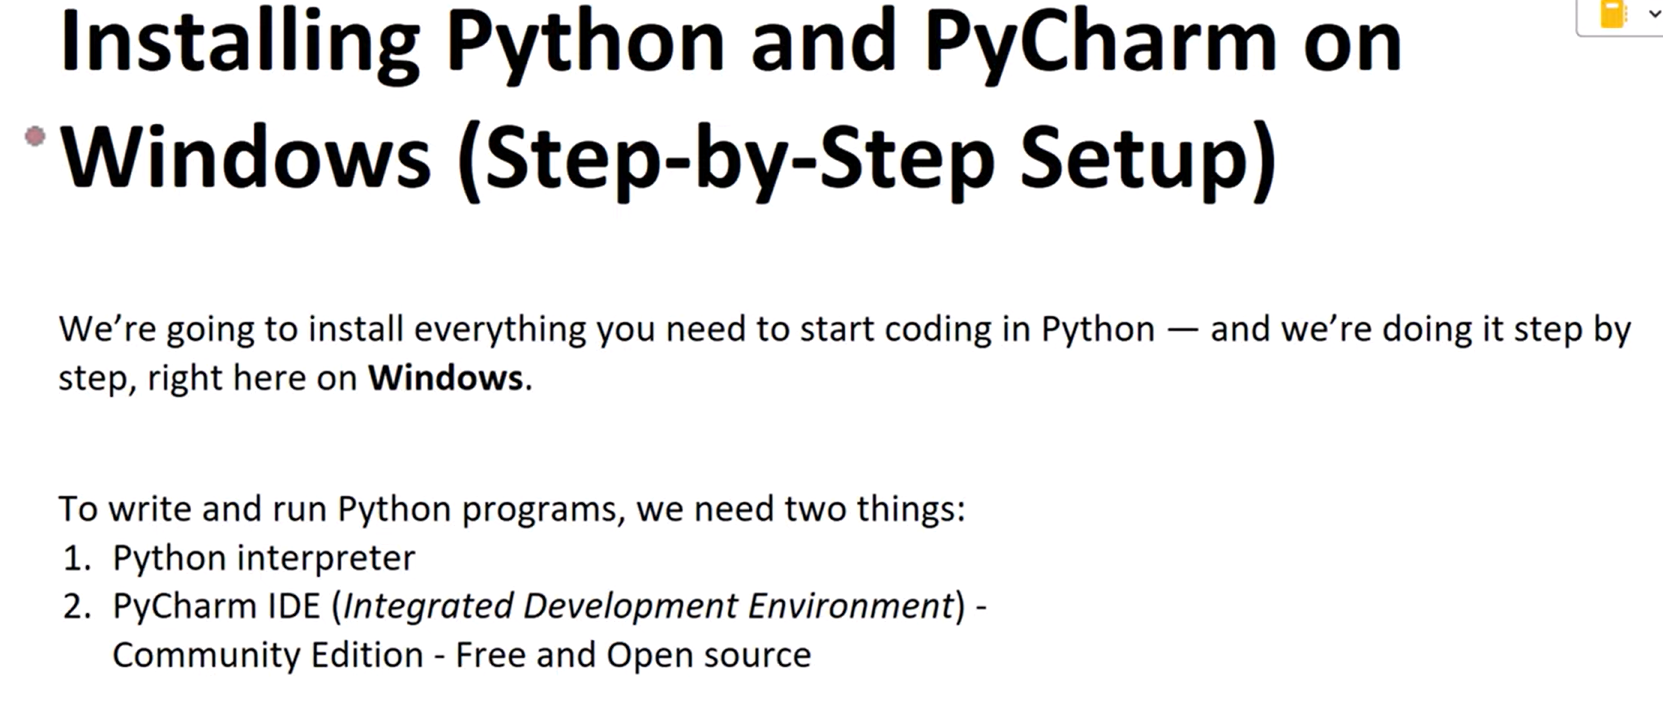 Installing Python and PyCharm on
Windows (Step-by-Step Setup)
We’re going to install everything you need to start coding in Python — and we’re doing it step by
step, right here on Windows.
To write and run Python programs, we need two things:
1. Python interpreter
2. PyCharm IDE (Integrated Development Environment) -
Community Edition - Free and Open source